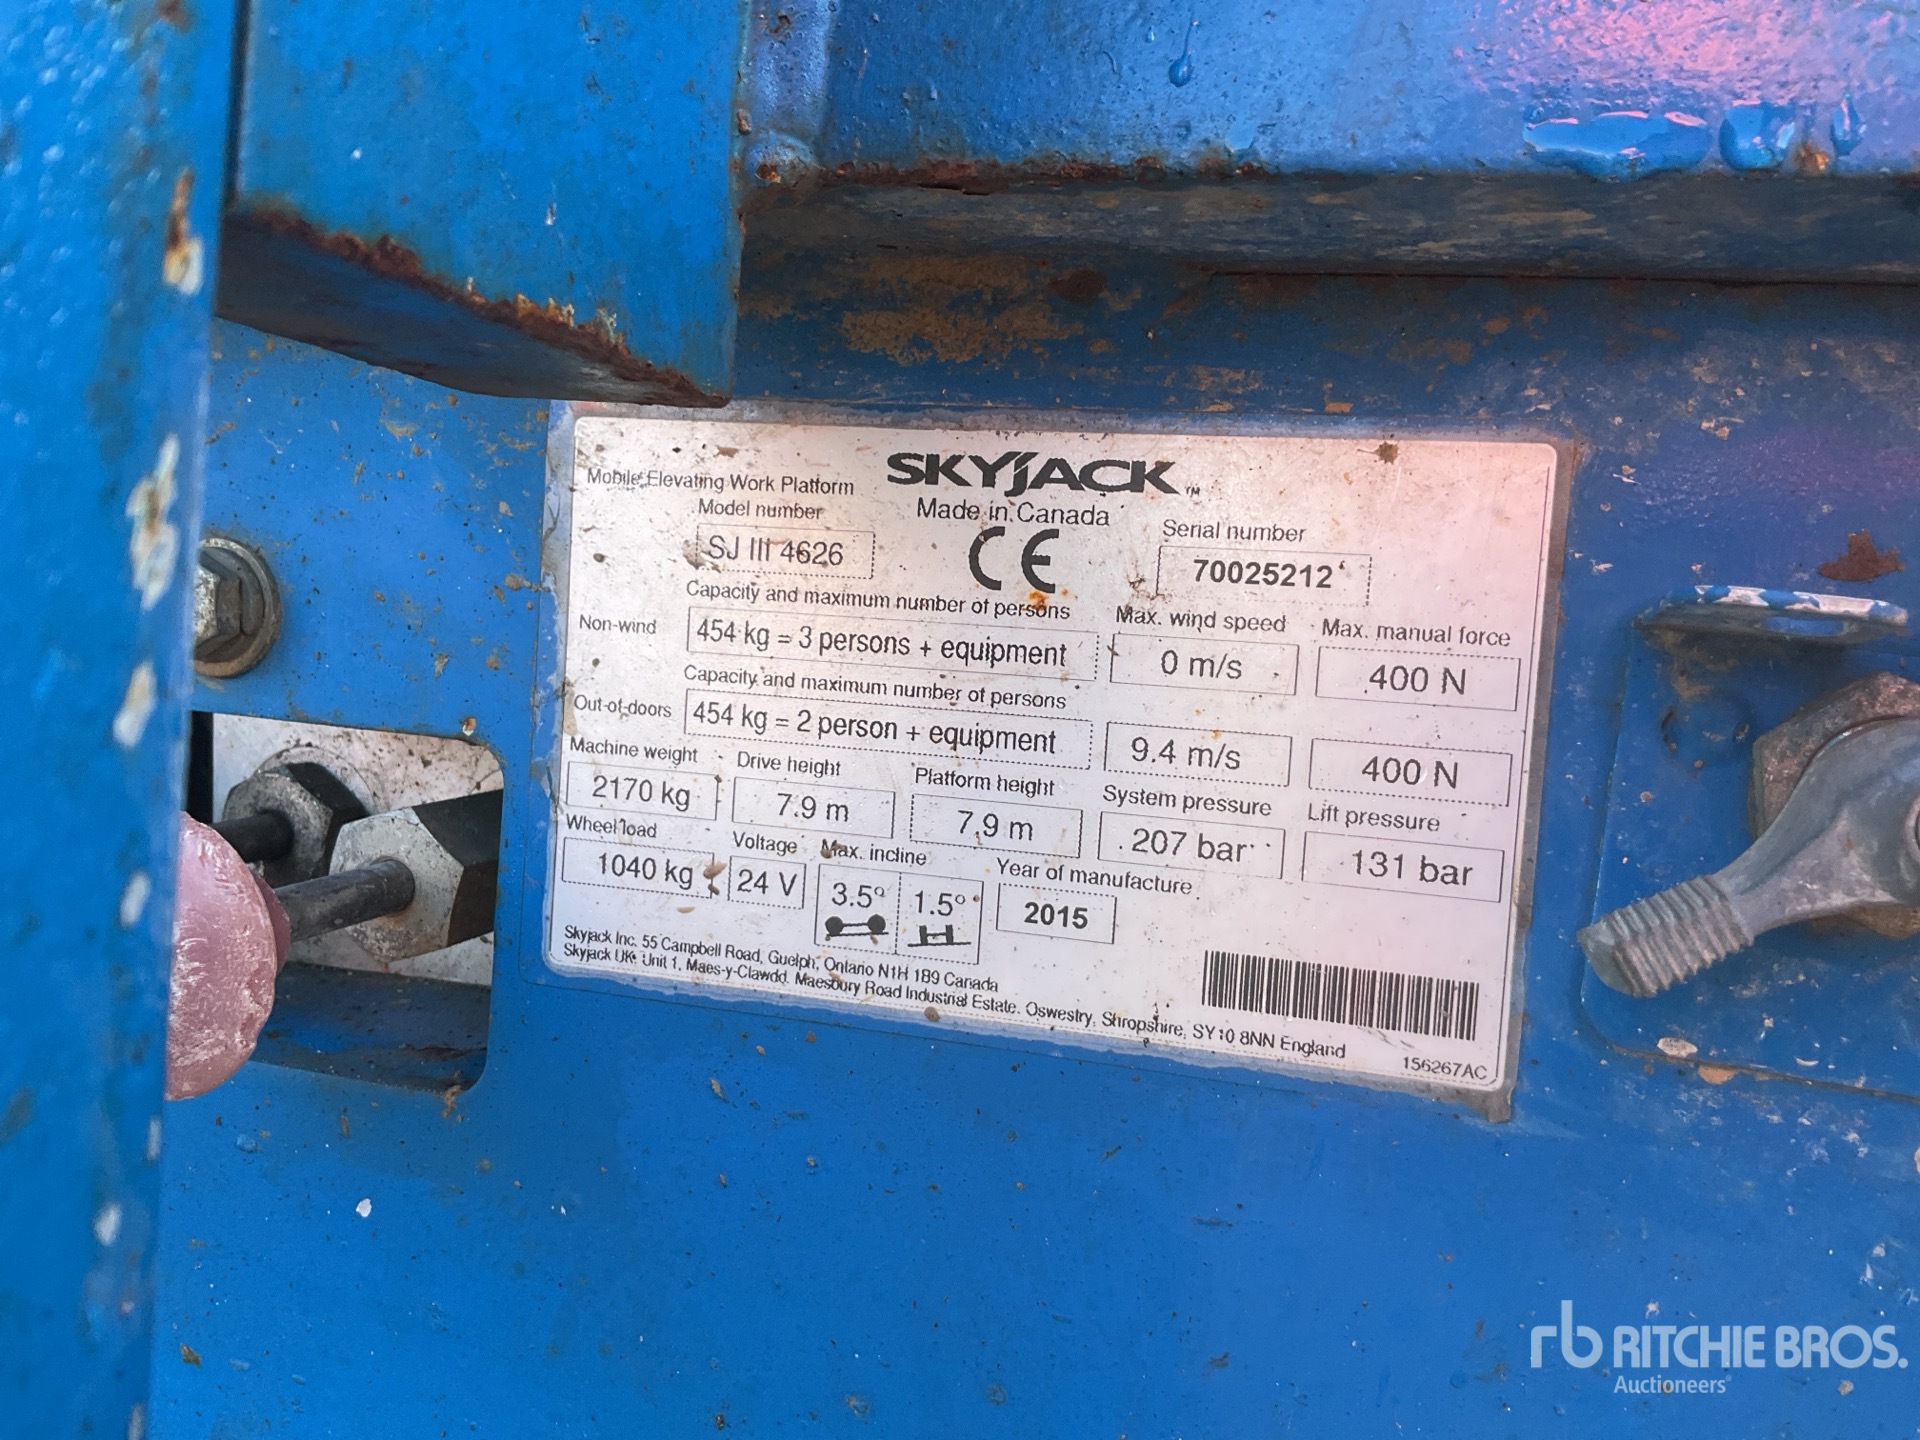 SKYJACK™
Mobile Elevating Work Platform
Made in Canada
Model number
SJ III 4626
CE
Serial number
70025212
Capacity and maximum number of persons
Max. wind speed
Max. manual force
Non-wind
454 kg = 3 persons + equipment
0 m/s
400 N
Capacity and maximum number of persons
Out-of-doors
454 kg = 2 person + equipment
9.4 m/s
400 N
Machine weight
Drive height
Platform height
System pressure
Lift pressure
2170 kg
7.9 m
7.9 m
207 bar
131 bar
Wheel load
Voltage
Max. incline
Year of manufacture
1040 kg
24 V
3.5°
1.5°
2015
Skyjack Inc. 55 Campbell Road, Guelph, Ontario N1H 1B9 Canada
Skyjack UK. Unit 1, Maes-y-Clawdd, Maesbury Road Industrial Estate. Oswestry, Shropshire, SY10 8NN England
156267AC
rb RITCHIE BROS.
Auctioneers